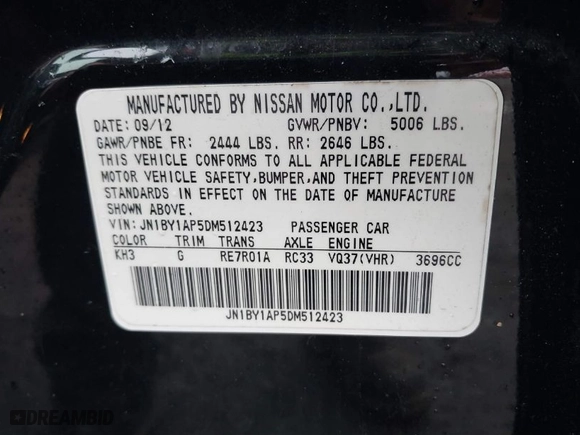 MANUFACTURED BY NISSAN MOTOR CO.,LTD.
DATE: 09/12 GVWR/PNBV: 5006 LBS.
GAWR/PNBE FR: 2444 LBS. RR: 2646 LBS.
THIS VEHICLE CONFORMS TO ALL APPLICABLE FEDERAL
MOTOR VEHICLE SAFETY,BUMPER,AND THEFT PREVENTION
STANDARDS IN EFFECT ON THE DATE OF MANUFACTURE
SHOWN ABOVE.
VIN: JN1BY1AP5DM512423 PASSENGER CAR
COLOR TRIM TRANS AXLE ENGINE
KH3 G RE7R01A RC33 VQ37(VHR) 3696CC
JN1BY1AP5DM512423
DREAMBID